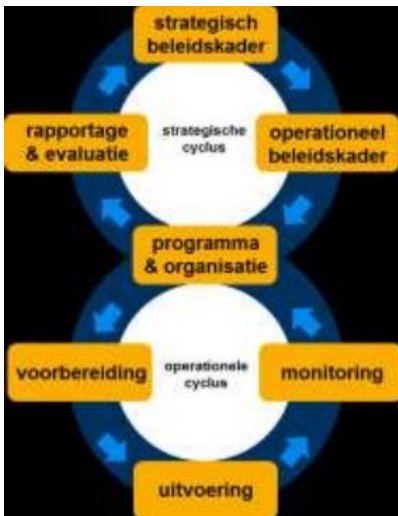 strategisch
beleidskader
rapportage
& evaluatie
strategische
cyclus
operationeel
beleidskader
programma
& organisatie
voorbereiding
operationele
cyclus
monitoring
uitvoering